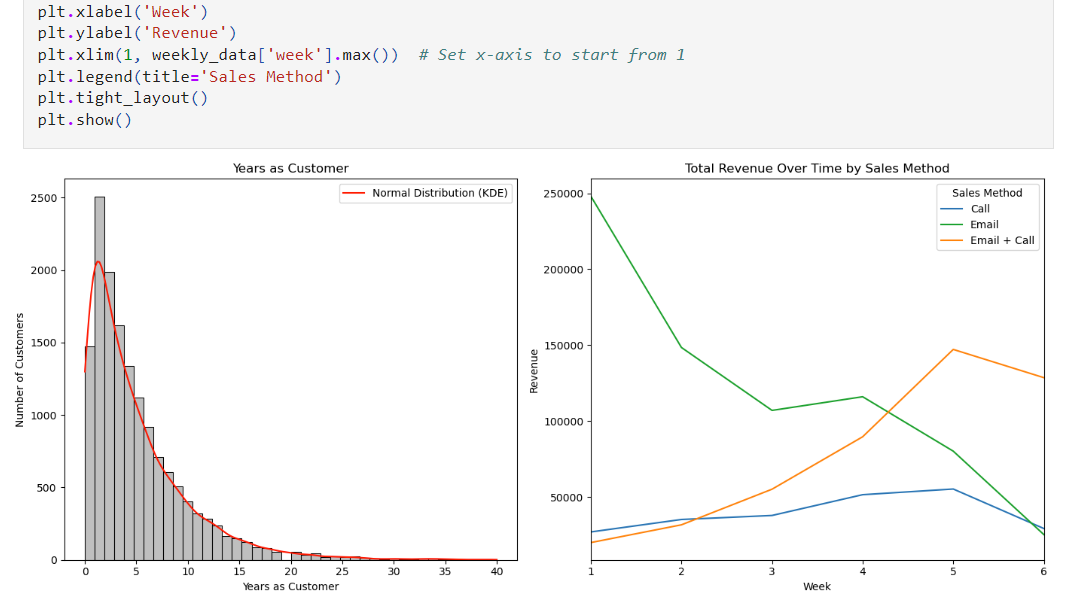 plt.xlabel('Week')
plt.ylabel('Revenue')
plt.xlim(1, weekly_data['week'].max())  # Set x-axis to start from 1
plt.legend(title='Sales Method')
plt.tight_layout()
plt.show()
Years as Customer
Normal Distribution (KDE)
Number of Customers
2500
2000
1500
1000
500
0
0 5 10 15 20 25 30 35 40
Years as Customer
Total Revenue Over Time by Sales Method
Sales Method
Call
Email
Email + Call
Revenue
250000
200000
150000
100000
50000
1 2 3 4 5 6
Week